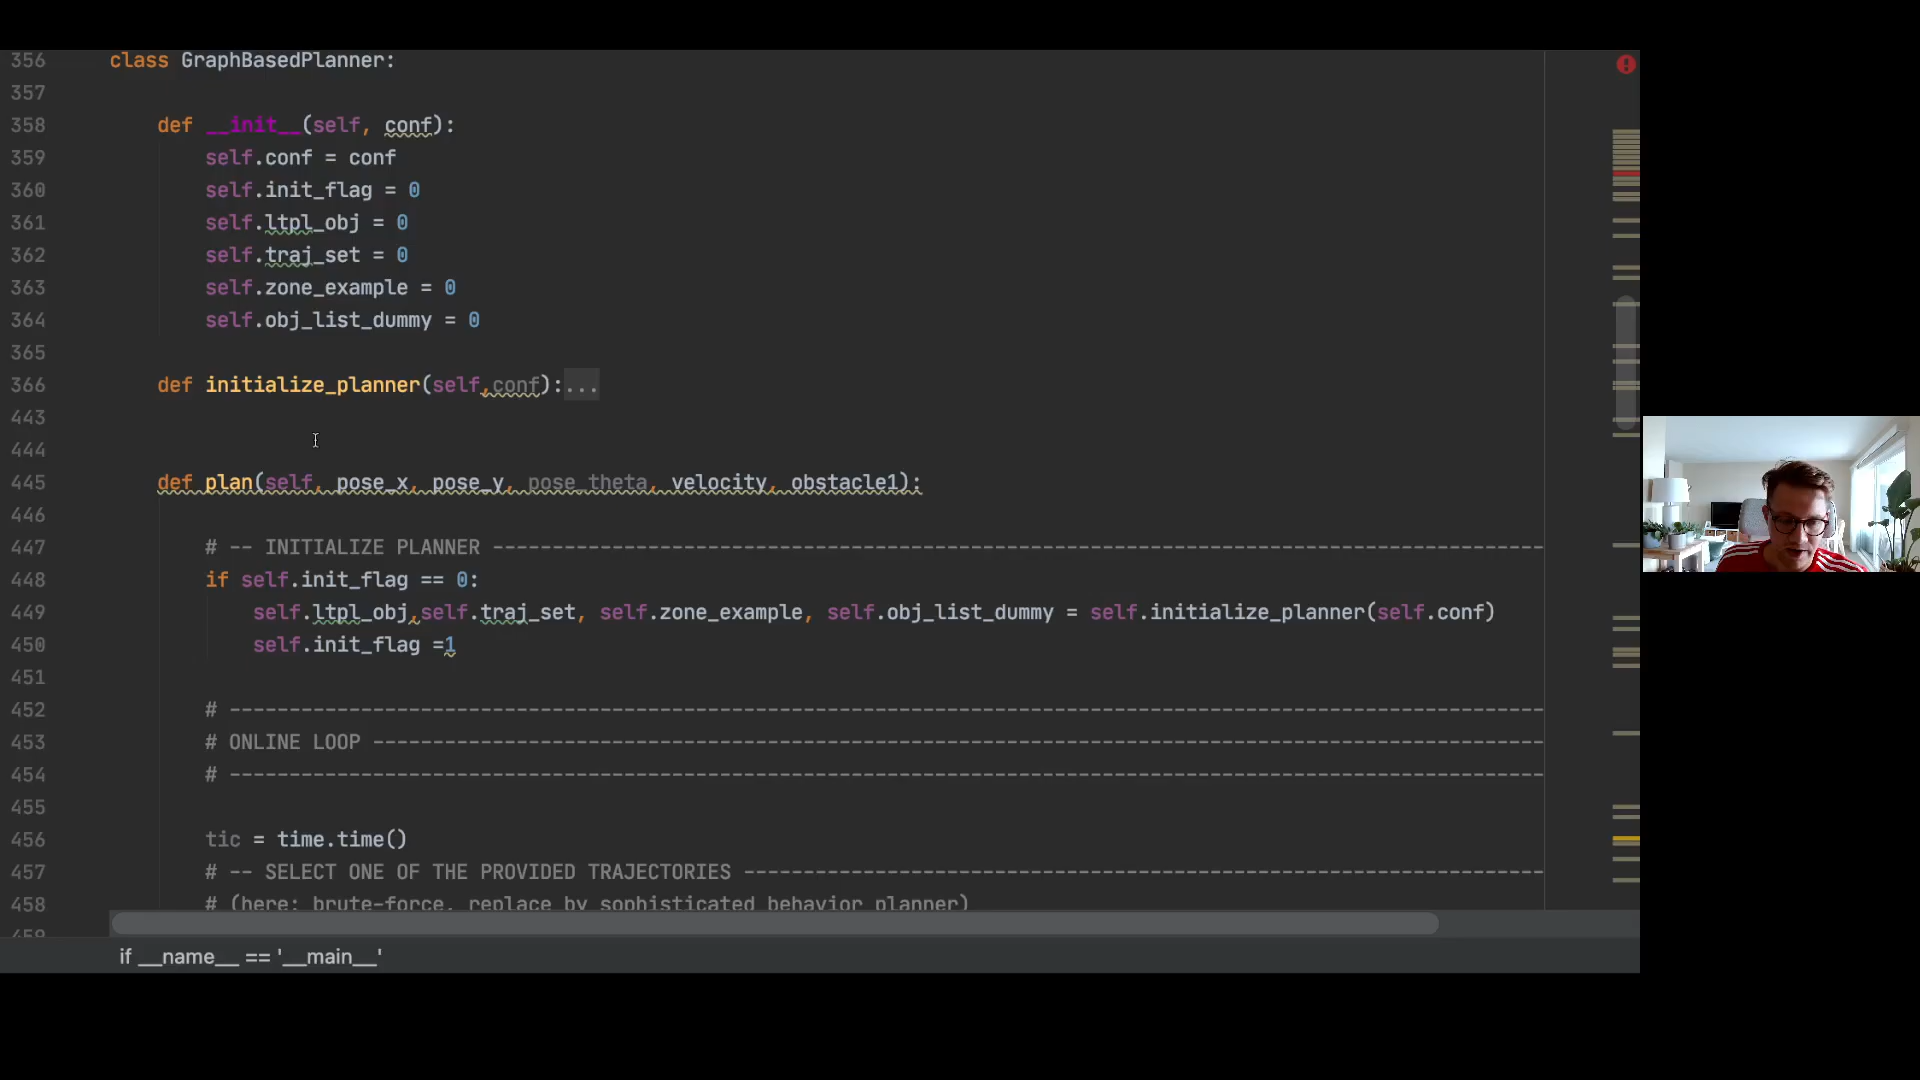 356 class GraphBasedPlanner:
357
358 def __init__(self, conf):
359 self.conf = conf
360 self.init_flag = 0
361 self.ltpl_obj = 0
362 self.traj_set = 0
363 self.zone_example = 0
364 self.obj_list_dummy = 0
365
366 def initialize_planner(self,conf):...
443
444
445 def plan(self, pose_x, pose_y, pose_theta, velocity, obstacle1):
446
447 # -- INITIALIZE PLANNER ----------------------------------------------------------------------------------------
448 if self.init_flag == 0:
449 self.ltpl_obj,self.traj_set, self.zone_example, self.obj_list_dummy = self.initialize_planner(self.conf)
450 self.init_flag =1
451
452 # --------------------------------------------------------------------------------------------------------------
453 # ONLINE LOOP --------------------------------------------------------------------------------------------------
454 # --------------------------------------------------------------------------------------------------------------
455
456 tic = time.time()
457 # -- SELECT ONE OF THE PROVIDED TRAJECTORIES -------------------------------------------------------------------
458 # (here: brute-force, replace by sophisticated behavior planner)
459
if __name__ == '__main__'